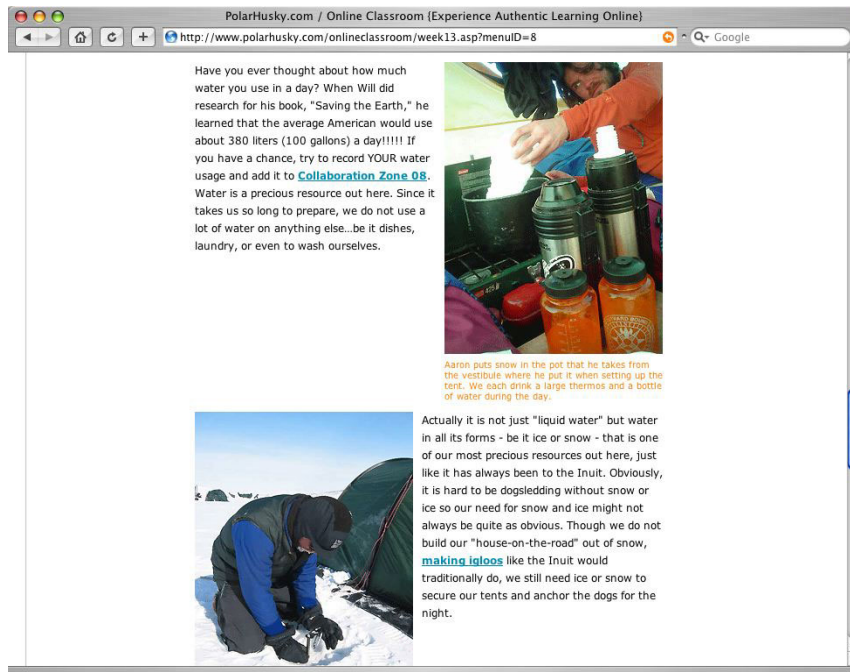 PolarHusky.com / Online Classroom {Experience Authentic Learning Online}
http://www.polarhusky.com/onlineclassroom/week13.asp?menuID=8
Google
Have you ever thought about how much
water you use in a day? When Will did
research for his book, "Saving the Earth," he
learned that the average American would use
about 380 liters (100 gallons) a day!!!!! If
you have a chance, try to record YOUR water
usage and add it to Collaboration Zone 08.
Water is a precious resource out here. Since it
takes us so long to prepare, we do not use a
lot of water on anything else…be it dishes,
laundry, or even to wash ourselves.
Aaron puts snow in the pot that he takes from
the vestibule where he put it when setting up the
tent. We each drink a large thermos and a bottle
of water during the day.
Actually it is not just "liquid water" but water
in all its forms - be it ice or snow - that is one
of our most precious resources out here, just
like it has always been to the Inuit. Obviously,
it is hard to be dogsledding without snow or
ice so our need for snow and ice might not
always be quite as obvious. Though we do not
build our "house-on-the-road" out of snow,
making igloos like the Inuit would
traditionally do, we still need ice or snow to
secure our tents and anchor the dogs for the
night.